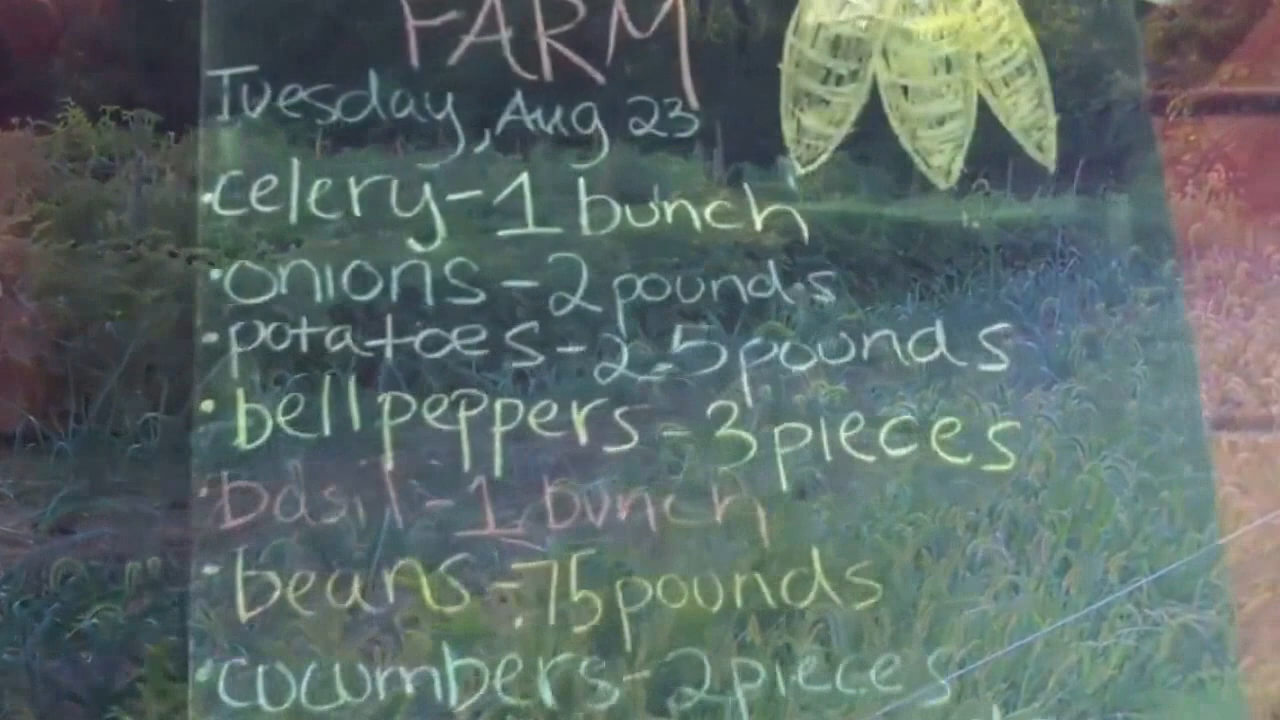 FARM
Tuesday, Aug 23
·celery-1 bunch
·onions-2 pounds
·potatoes-2.5 pounds
·bell peppers-3 pieces
·basil-1 bunch
·beans-.75 pounds
·cucumbers-2 pieces